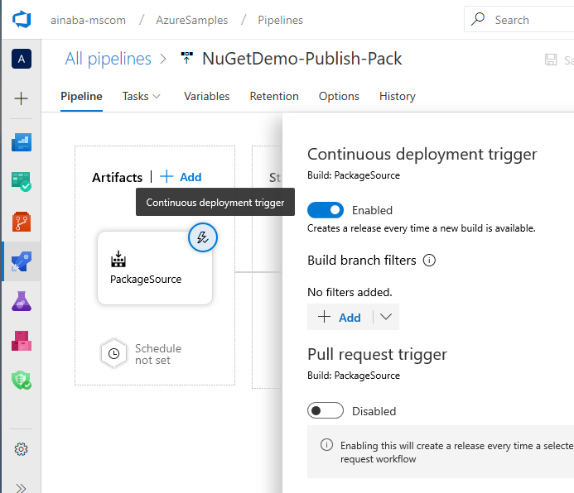 ainaba-mscom / AzureSamples / Pipelines
Search
A
All pipelines > NuGetDemo-Publish-Pack
Pipeline Tasks Variables Retention Options History
Artifacts | + Add
Continuous deployment trigger
PackageSource
Schedule
not set
Continuous deployment trigger
Build: PackageSource
Enabled
Creates a release every time a new build is available.
Build branch filters
No filters added.
+ Add
Pull request trigger
Build: PackageSource
Disabled
Enabling this will create a release every time a selecte
request workflow